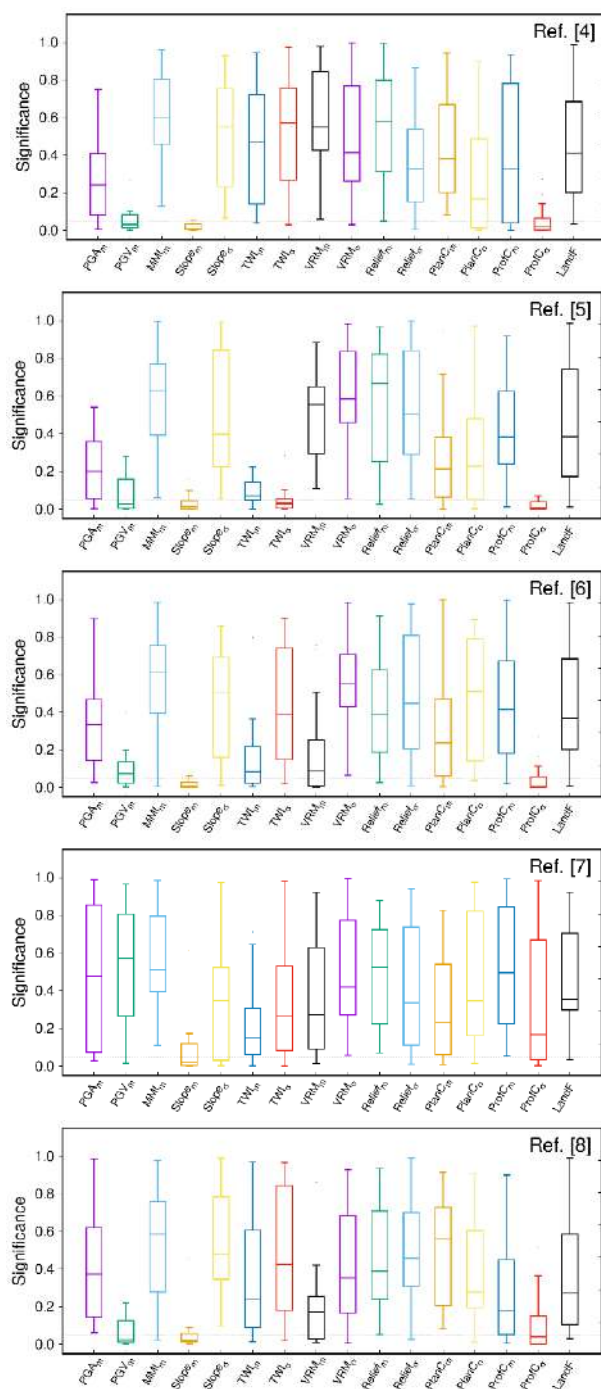 Ref. [4]
Significance
1.0
0.8
0.6
0.4
0.2
0.0
PGAm PGVm MMIm Slopem Slopeσ TWIm TWIσ VRMm VRMσ Reliefm Reliefσ PlanCm PlanCσ ProfCm ProfCσ LandF
Ref. [5]
Significance
1.0
0.8
0.6
0.4
0.2
0.0
PGAm PGVm MMIm Slopem Slopeσ TWIm TWIσ VRMm VRMσ Reliefm Reliefσ PlanCm PlanCσ ProfCm ProfCσ LandF
Ref. [6]
Significance
1.0
0.8
0.6
0.4
0.2
0.0
PGAm PGVm MMIm Slopem Slopeσ TWIm TWIσ VRMm VRMσ Reliefm Reliefσ PlanCm PlanCσ ProfCm ProfCσ LandF
Ref. [7]
Significance
1.0
0.8
0.6
0.4
0.2
0.0
PGAm PGVm MMIm Slopem Slopeσ TWIm TWIσ VRMm VRMσ Reliefm Reliefσ PlanCm PlanCσ ProfCm ProfCσ LandF
Ref. [8]
Significance
1.0
0.8
0.6
0.4
0.2
0.0
PGAm PGVm MMIm Slopem Slopeσ TWIm TWIσ VRMm VRMσ Reliefm Reliefσ PlanCm PlanCσ ProfCm ProfCσ LandF